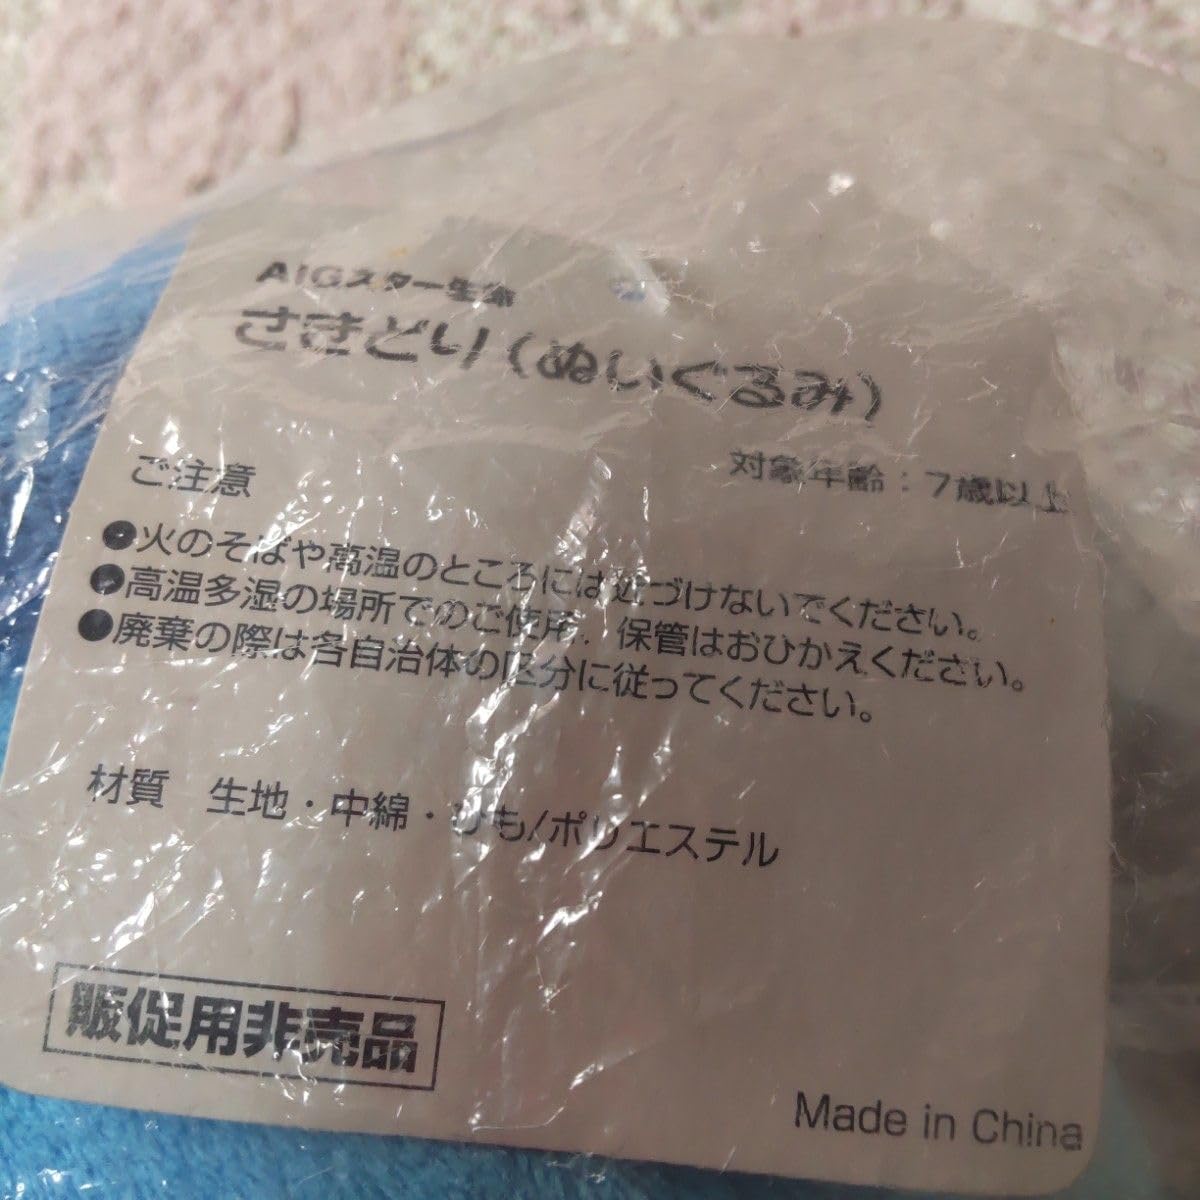 AIGスター生命
さきどり(ぬいぐるみ)
対象年齢：7歳以上
ご注意
●火のそばや高温のところには近づけないでください。
●高温多湿の場所でのご使用、保管はおひかえください。
●廃棄の際は各自治体の区分に従ってください。
材質　生地・中綿・ひも/ポリエステル
販促用非売品
Made in China